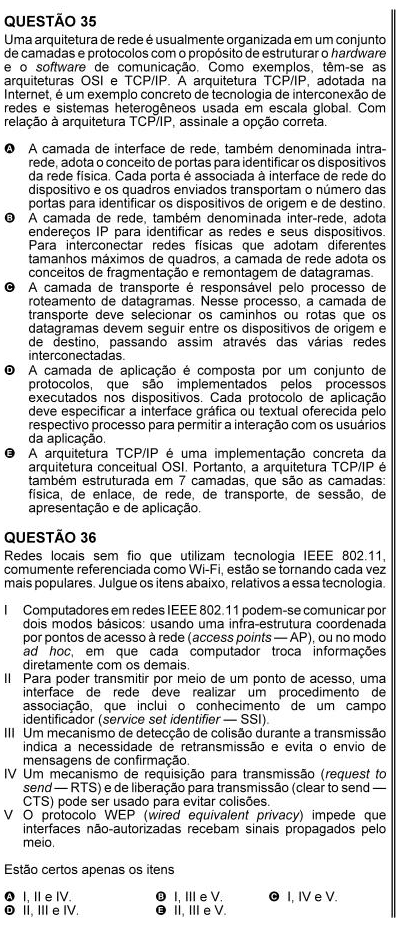 QUESTÃO 35
Uma arquitetura de rede é usualmente organizada em um conjunto
de camadas e protocolos com o propósito de estruturar o hardware
e o software de comunicação. Como exemplos, têm-se as
arquiteturas OSI e TCP/IP. A arquitetura TCP/IP, adotada na
Internet, é um exemplo concreto de tecnologia de interconexão de
redes e sistemas heterogêneos usada em escala global. Com
relação à arquitetura TCP/IP, assinale a opção correta.
A A camada de interface de rede, também denominada intra-
rede, adota o conceito de portas para identificar os dispositivos
da rede física. Cada porta é associada à interface de rede do
dispositivo e os quadros enviados transportam o número das
portas para identificar os dispositivos de origem e de destino.
B A camada de rede, também denominada inter-rede, adota
endereços IP para identificar as redes e seus dispositivos.
Para interconectar redes físicas que adotam diferentes
tamanhos máximos de quadros, a camada de rede adota os
conceitos de fragmentação e remontagem de datagramas.
C A camada de transporte é responsável pelo processo de
roteamento de datagramas. Nesse processo, a camada de
transporte deve selecionar os caminhos ou rotas que os
datagramas devem seguir entre os dispositivos de origem e
de destino, passando assim através das várias redes
interconectadas.
D A camada de aplicação é composta por um conjunto de
protocolos, que são implementados pelos processos
executados nos dispositivos. Cada protocolo de aplicação
deve especificar a interface gráfica ou textual oferecida pelo
respectivo processo para permitir a interação com os usuários
da aplicação.
E A arquitetura TCP/IP é uma implementação concreta da
arquitetura conceitual OSI. Portanto, a arquitetura TCP/IP é
também estruturada em 7 camadas, que são as camadas:
física, de enlace, de rede, de transporte, de sessão, de
apresentação e de aplicação.
QUESTÃO 36
Redes locais sem fio que utilizam tecnologia IEEE 802.11,
comumente referenciada como Wi-Fi, estão se tornando cada vez
mais populares. Julgue os itens abaixo, relativos a essa tecnologia.
I Computadores em redes IEEE 802.11 podem-se comunicar por
dois modos básicos: usando uma infra-estrutura coordenada
por pontos de acesso à rede (access points — AP), ou no modo
ad hoc, em que cada computador troca informações
diretamente com os demais.
II Para poder transmitir por meio de um ponto de acesso, uma
interface de rede deve realizar um procedimento de
associação, que inclui o conhecimento de um campo
identificador (service set identifier — SSI).
III Um mecanismo de detecção de colisão durante a transmissão
indica a necessidade de retransmissão e evita o envio de
mensagens de confirmação.
IV Um mecanismo de requisição para transmissão (request to
send — RTS) e de liberação para transmissão (clear to send —
CTS) pode ser usado para evitar colisões.
V O protocolo WEP (wired equivalent privacy) impede que
interfaces não-autorizadas recebam sinais propagados pelo
meio.
Estão certos apenas os itens
A I, II e IV. B I, III e V. C I, IV e V.
D II, III e IV. E II, III e V.